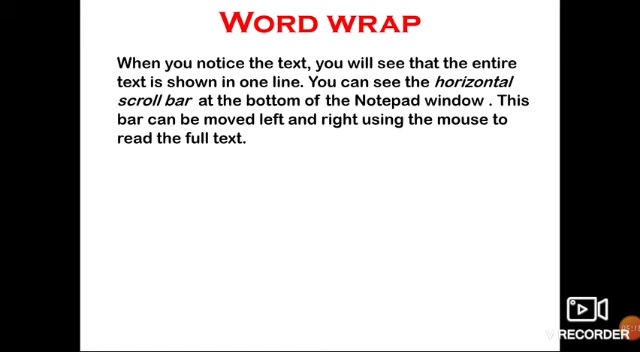 WORD WRAP
When you notice the text, you will see that the entire
text is shown in one line. You can see the horizontal
scroll bar at the bottom of the Notepad window . This
bar can be moved left and right using the mouse to
read the full text.
V RECORDER